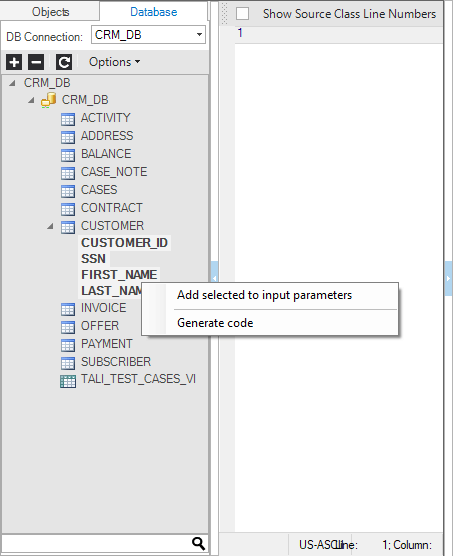 Objects Database
DB Connection: CRM_DB
Options
Show Source Class Line Numbers
1
CRM_DB
CRM_DB
ACTIVITY
ADDRESS
BALANCE
CASE_NOTE
CASES
CONTRACT
CUSTOMER
CUSTOMER_ID
SSN
FIRST_NAME
LAST_NAM
Add selected to input parameters
Generate code
INVOICE
OFFER
PAYMENT
SUBSCRIBER
TALI_TEST_CASES_VI
US-ASCII Line: 1; Column: